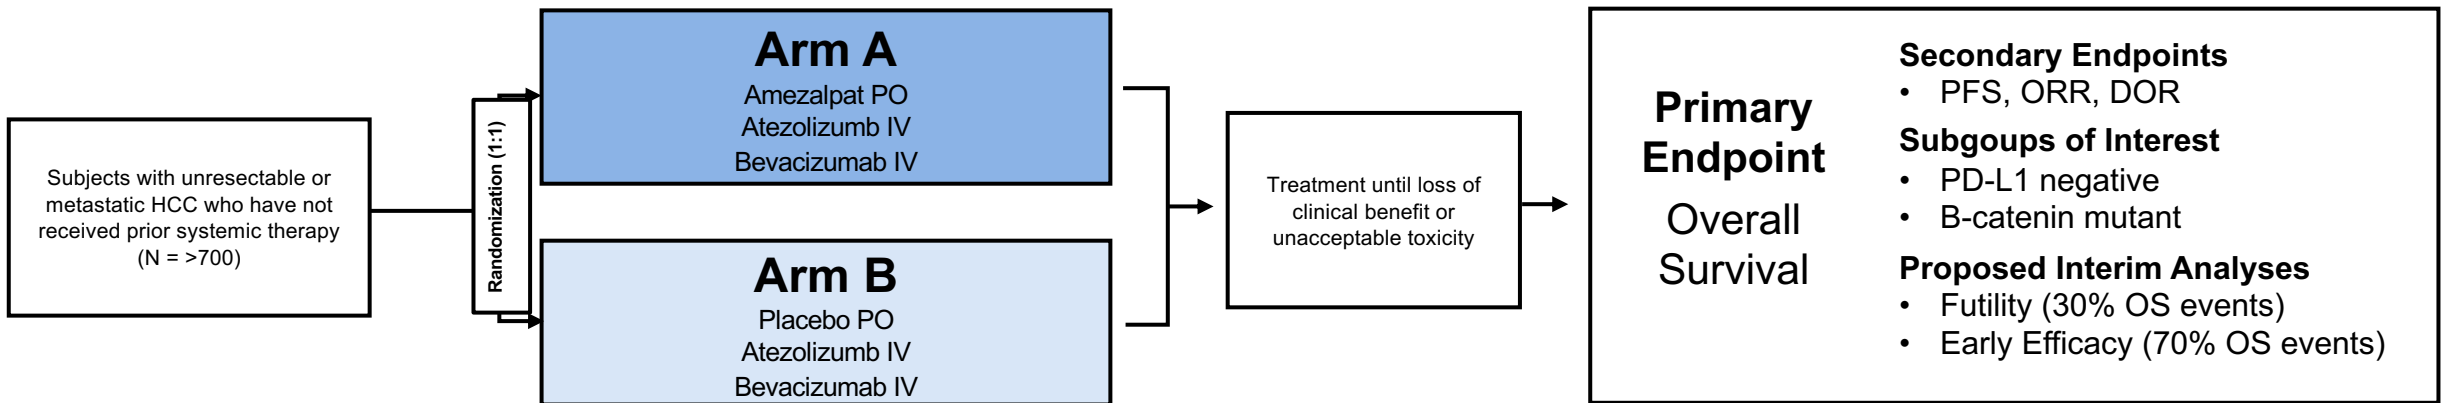 Subjects with unresectable or
metastatic HCC who have not
received prior systemic therapy
(N = >700)
Randomization (1:1)
Arm A
Amezalpat PO
Atezolizumb IV
Bevacizumab IV
Arm B
Placebo PO
Atezolizumb IV
Bevacizumab IV
Treatment until loss of
clinical benefit or
unacceptable toxicity
Primary
Endpoint
Overall
Survival
Secondary Endpoints
• PFS, ORR, DOR
Subgoups of Interest
• PD-L1 negative
• B-catenin mutant
Proposed Interim Analyses
• Futility (30% OS events)
• Early Efficacy (70% OS events)